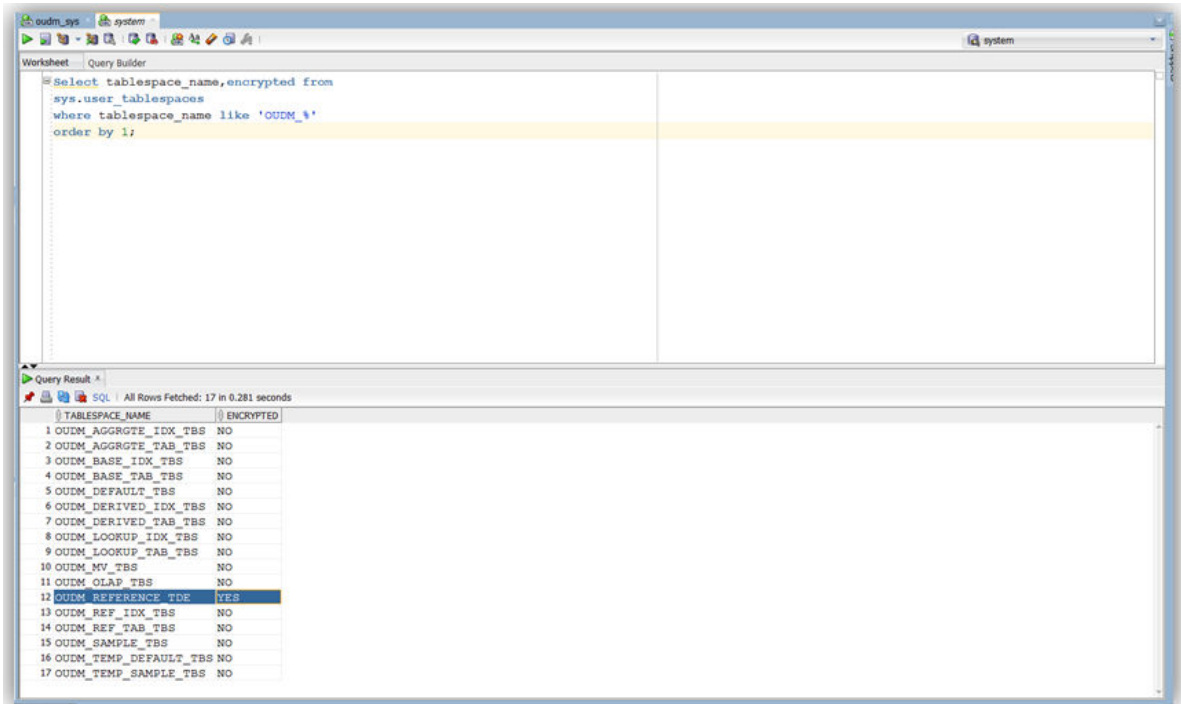 oudm_sys system
system
Worksheet Query Builder
Select tablespace_name,encrypted from
sys.user_tablespaces
where tablespace_name like 'OUDM_%'
order by 1;
Query Result
SQL | All Rows Fetched: 17 in 0.281 seconds
TABLESPACE_NAME ENCRYPTED
1 OUDM_AGGRGTE_IDX_TBS NO
2 OUDM_AGGRGTE_TAB_TBS NO
3 OUDM_BASE_IDX_TBS NO
4 OUDM_BASE_TAB_TBS NO
5 OUDM_DEFAULT_TBS NO
6 OUDM_DERIVED_IDX_TBS NO
7 OUDM_DERIVED_TAB_TBS NO
8 OUDM_LOOKUP_IDX_TBS NO
9 OUDM_LOOKUP_TAB_TBS NO
10 OUDM_MV_TBS NO
11 OUDM_OLAP_TBS NO
12 OUDM_REFERENCE_TDE YES
13 OUDM_REF_IDX_TBS NO
14 OUDM_REF_TAB_TBS NO
15 OUDM_SAMPLE_TBS NO
16 OUDM_TEMP_DEFAULT_TBS NO
17 OUDM_TEMP_SAMPLE_TBS NO